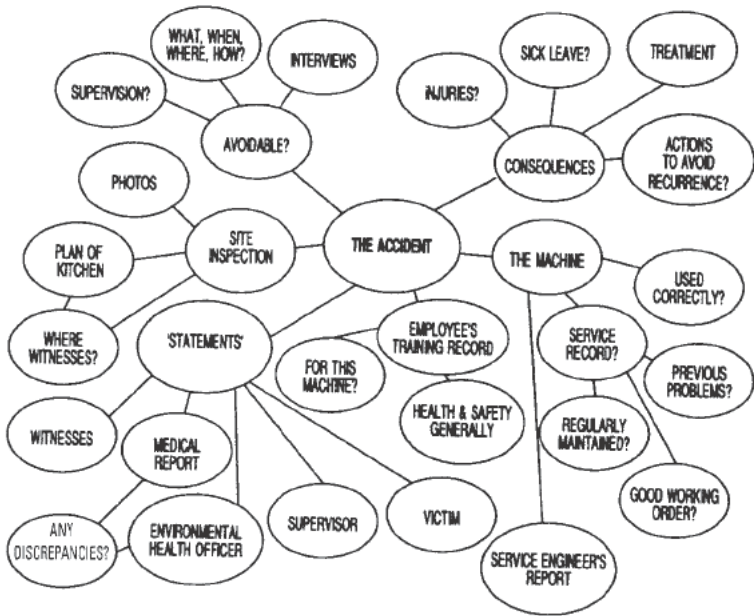 WHAT, WHEN,
WHERE, HOW?
INTERVIEWS
SUPERVISION?
AVOIDABLE?
SICK LEAVE?
TREATMENT
INJURIES?
CONSEQUENCES
ACTIONS
TO AVOID
RECURRENCE?
PHOTOS
PLAN OF
KITCHEN
SITE
INSPECTION
THE ACCIDENT
THE MACHINE
USED
CORRECTLY?
WHERE
WITNESSES?
'STATEMENTS'
FOR THIS
MACHINE?
EMPLOYEE'S
TRAINING RECORD
SERVICE
RECORD?
PREVIOUS
PROBLEMS?
HEALTH & SAFETY
GENERALLY
REGULARLY
MAINTAINED?
WITNESSES
MEDICAL
REPORT
GOOD WORKING
ORDER?
ANY
DISCREPANCIES?
ENVIRONMENTAL
HEALTH OFFICER
SUPERVISOR
VICTIM
SERVICE ENGINEER'S
REPORT